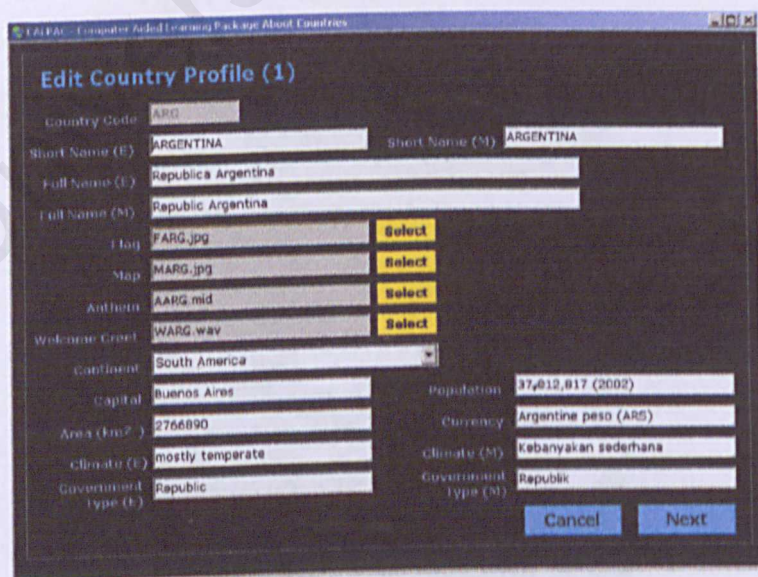 CALPAC - Computer Aided Learning Package About Countries
Edit Country Profile (1)
Country Code ARG
Short Name (E) ARGENTINA Short Name (M) ARGENTINA
Full Name (E) Republica Argentina
Full Name (M) Republic Argentina
Flag FARG.jpg Select
Map MARG.jpg Select
Anthem AARG.mid Select
Welcome Greet WARG.wav Select
Continent South America
Capital Buenos Aires Population 37,812,817 (2002)
Area (km2 ) 2766890 Currency Argentine peso (ARS)
Climate (E) mostly temperate Climate (M) Kebanyakan sederhana
Government Type (E) Republic Government Type (M) Republik
Cancel Next